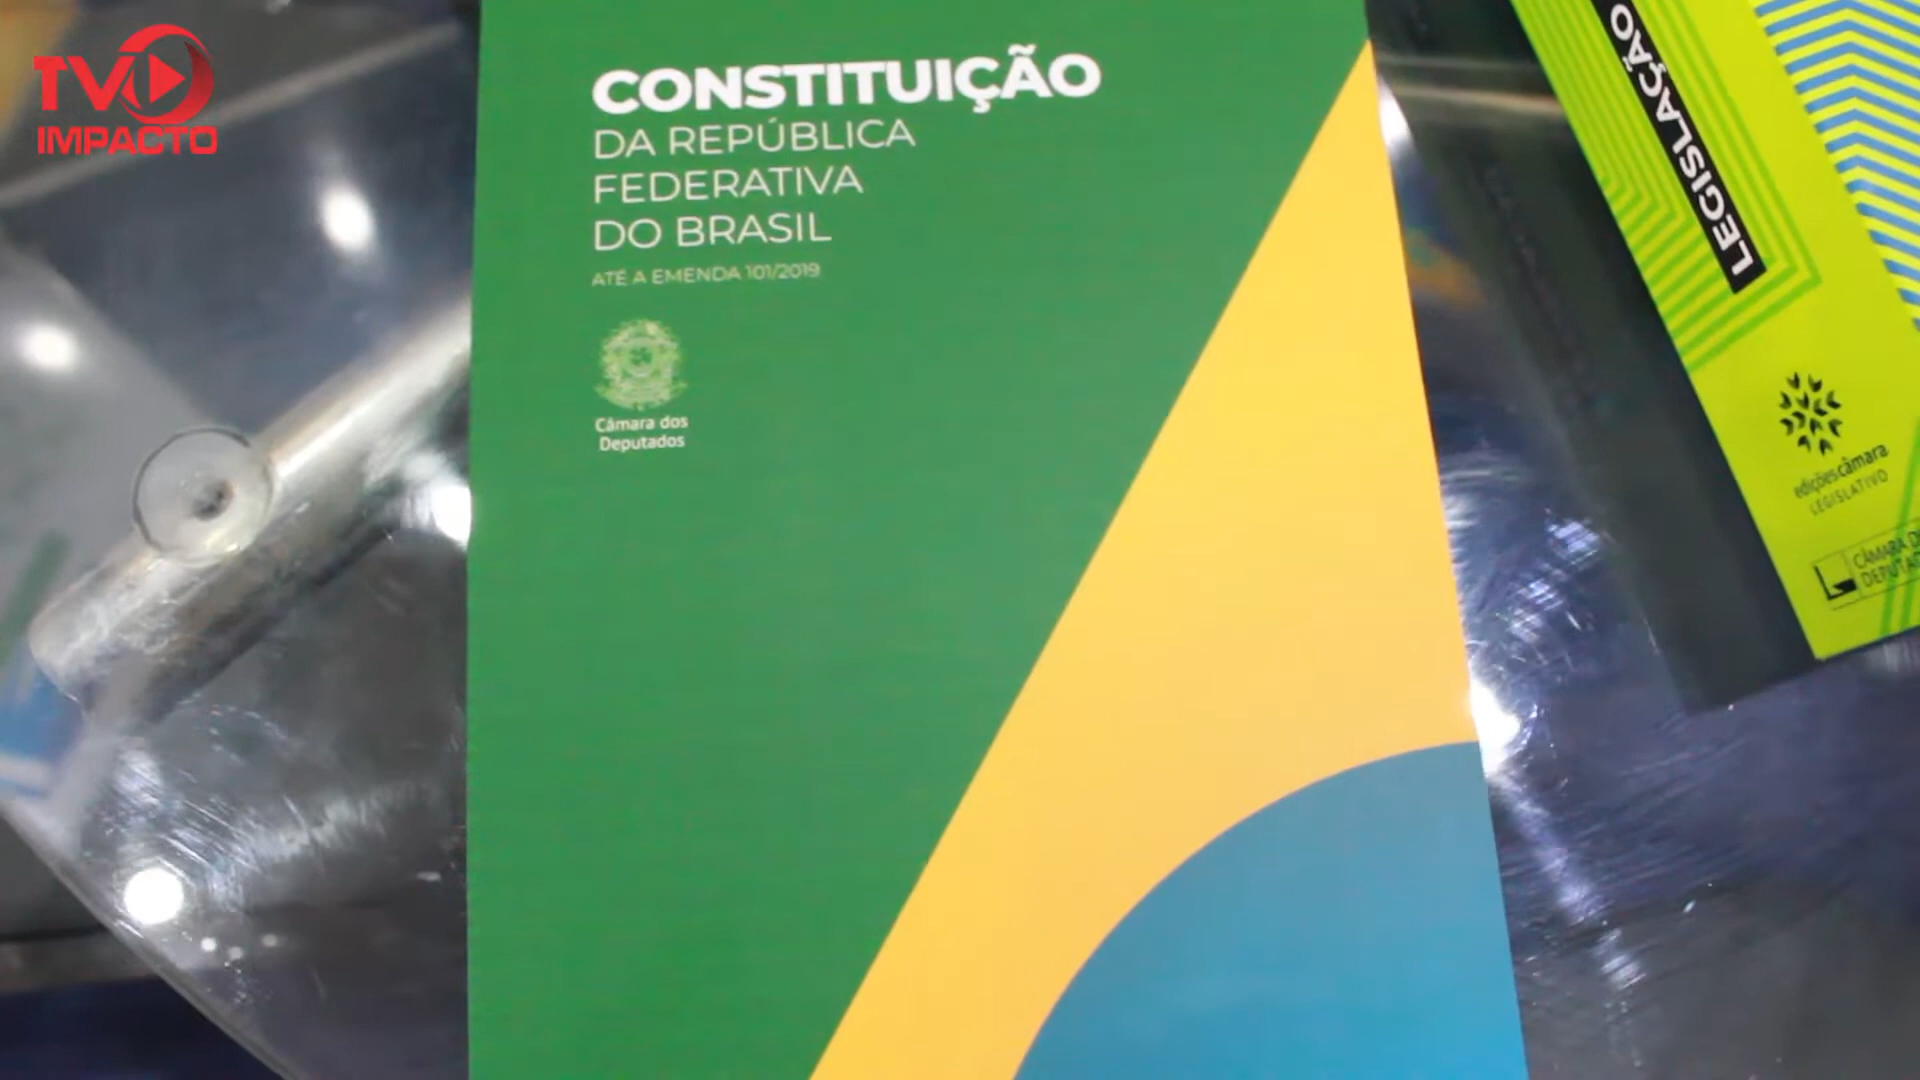 TV
IMPACTO
CONSTITUIÇÃO
DA REPÚBLICA
FEDERATIVA
DO BRASIL
ATÉ A EMENDA 101/2019
Câmara dos
Deputados
LEGISLAÇÃO
edições câmara
LEGISLATIVO
CÂMARA